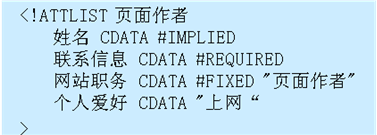 <!ATTLIST 页面作者
姓名 CDATA #IMPLIED
联系信息 CDATA #REQUIRED
网站职务 CDATA #FIXED "页面作者"
个人爱好 CDATA "上网“
>